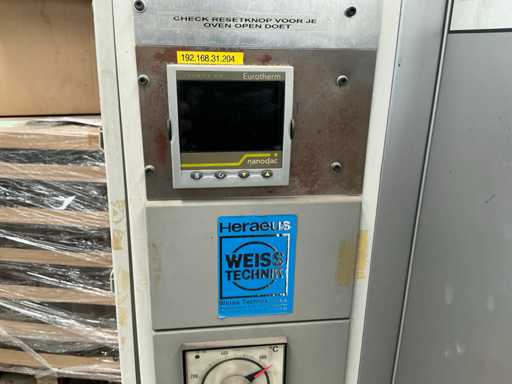 CHECK RESETKNOP VOOR JE
OVEN OPEN DOET
192.168.31.204
Eurotherm
nanodac
Heraeus
WEISS
TECHNIK
Weiss Technik
°C